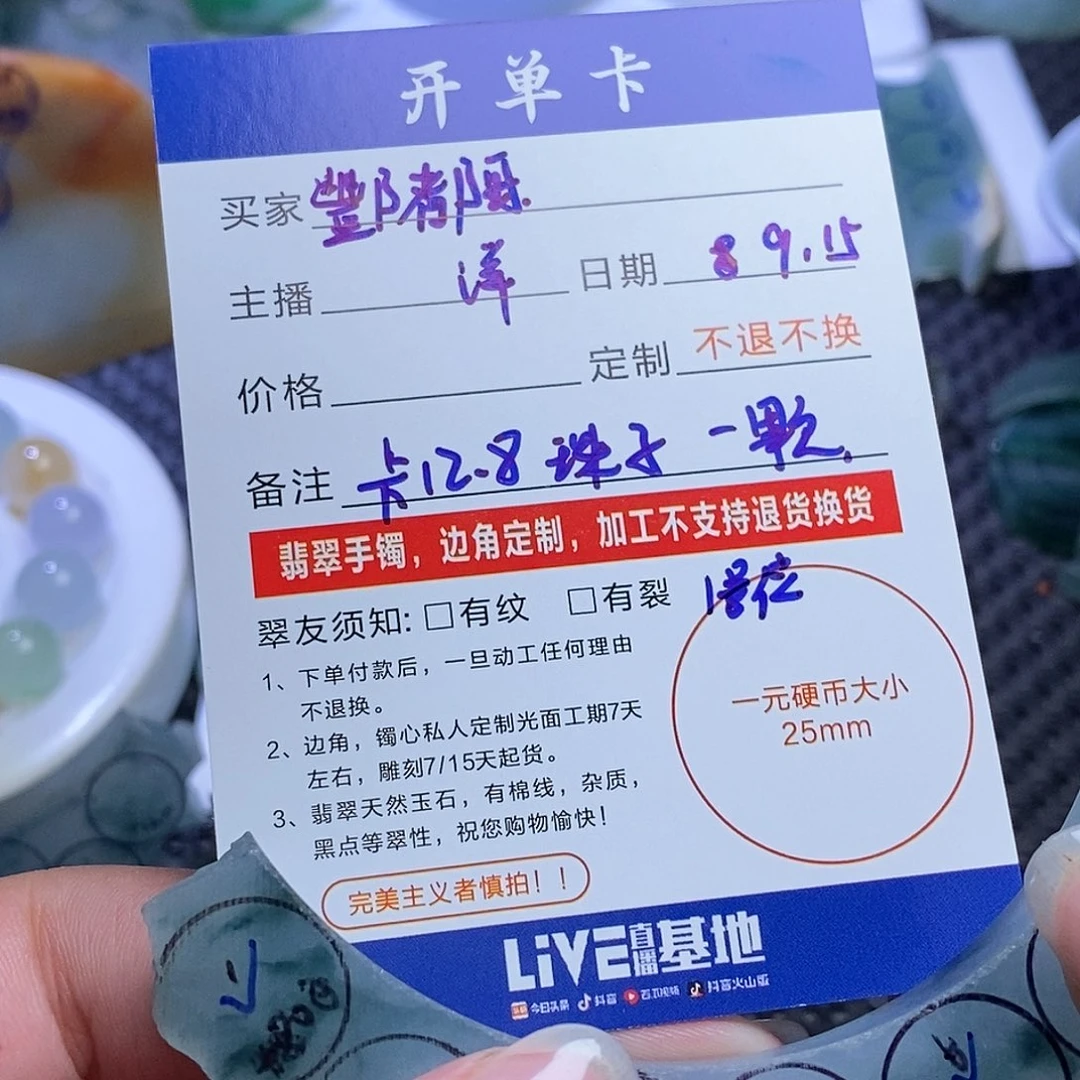 开单卡
买家
主播 洋 日期 8 9.15
价格 定制 不退不换
备注 卡12.8 珠子 一颗.
翡翠手镯，边角定制，加工不支持退货换货
翠友须知: □有纹 □有裂 1号位
1、下单付款后，一旦动工任何理由
不退换。
2、边角，镯心私人定制光面工期7天
左右，雕刻7/15天起货。
3、翡翠天然玉石，有棉线，杂质，
黑点等翠性，祝您购物愉快!
一元硬币大小
25mm
完美主义者慎拍！！
LiVE直播基地
今日头条 抖音 西瓜视频 抖音火山版